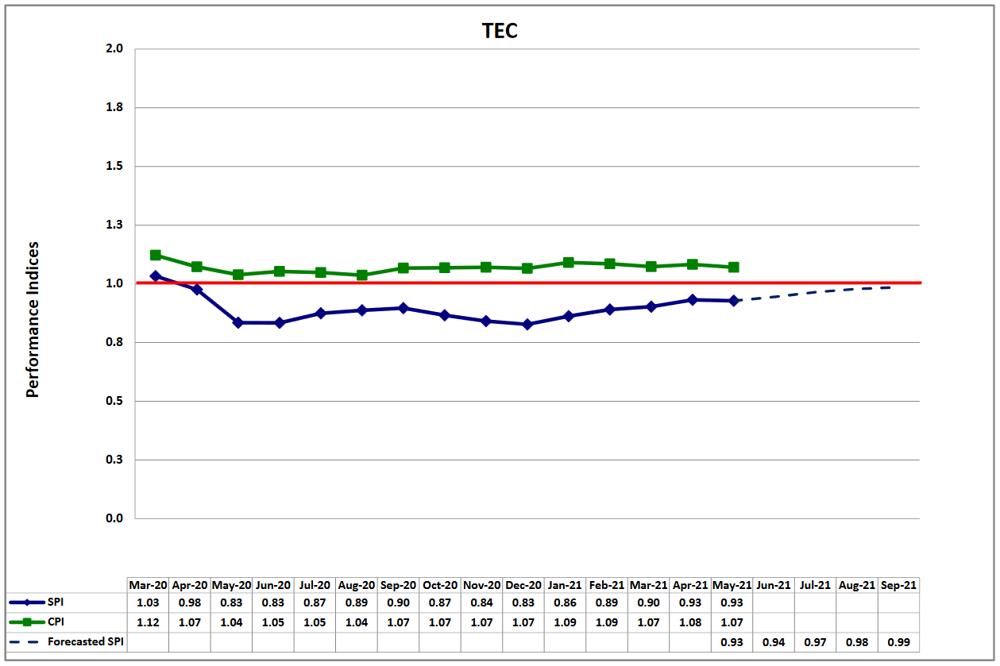 TEC
2.0
1.8
1.5
1.3
1.0
0.8
0.5
0.3
0.0
Performance Indices
Mar-20 Apr-20 May-20 Jun-20 Jul-20 Aug-20 Sep-20 Oct-20 Nov-20 Dec-20 Jan-21 Feb-21 Mar-21 Apr-21 May-21 Jun-21 Jul-21 Aug-21 Sep-21
SPI 1.03 0.98 0.83 0.83 0.87 0.89 0.90 0.87 0.84 0.83 0.86 0.89 0.90 0.93 0.93
CPI 1.12 1.07 1.04 1.05 1.05 1.04 1.07 1.07 1.07 1.07 1.09 1.09 1.07 1.08 1.07
Forecasted SPI 0.93 0.94 0.97 0.98 0.99